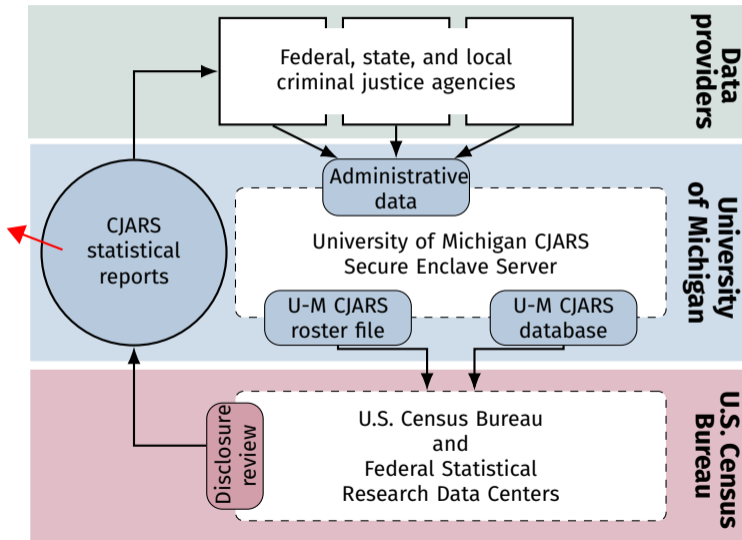 Federal, state, and local
criminal justice agencies
Data
providers
Administrative
data
CJARS
statistical
reports
University of Michigan CJARS
Secure Enclave Server
U-M CJARS
roster file
U-M CJARS
database
University
of Michigan
Disclosure
review
U.S. Census Bureau
and
Federal Statistical
Research Data Centers
U.S. Census
Bureau